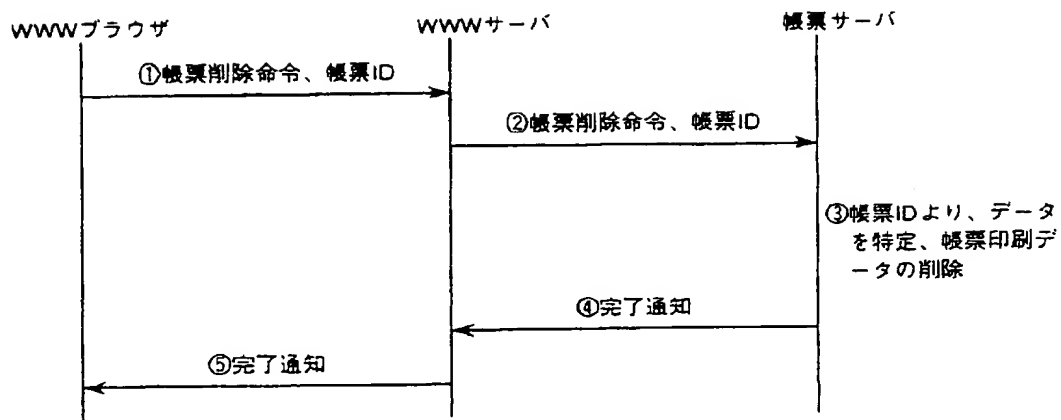 WWWブラウザ
WWWサーバ
帳票サーバ
①帳票削除命令、帳票ID
②帳票削除命令、帳票ID
③帳票IDより、データ
を特定、帳票印刷デ
ータの削除
④完了通知
⑤完了通知